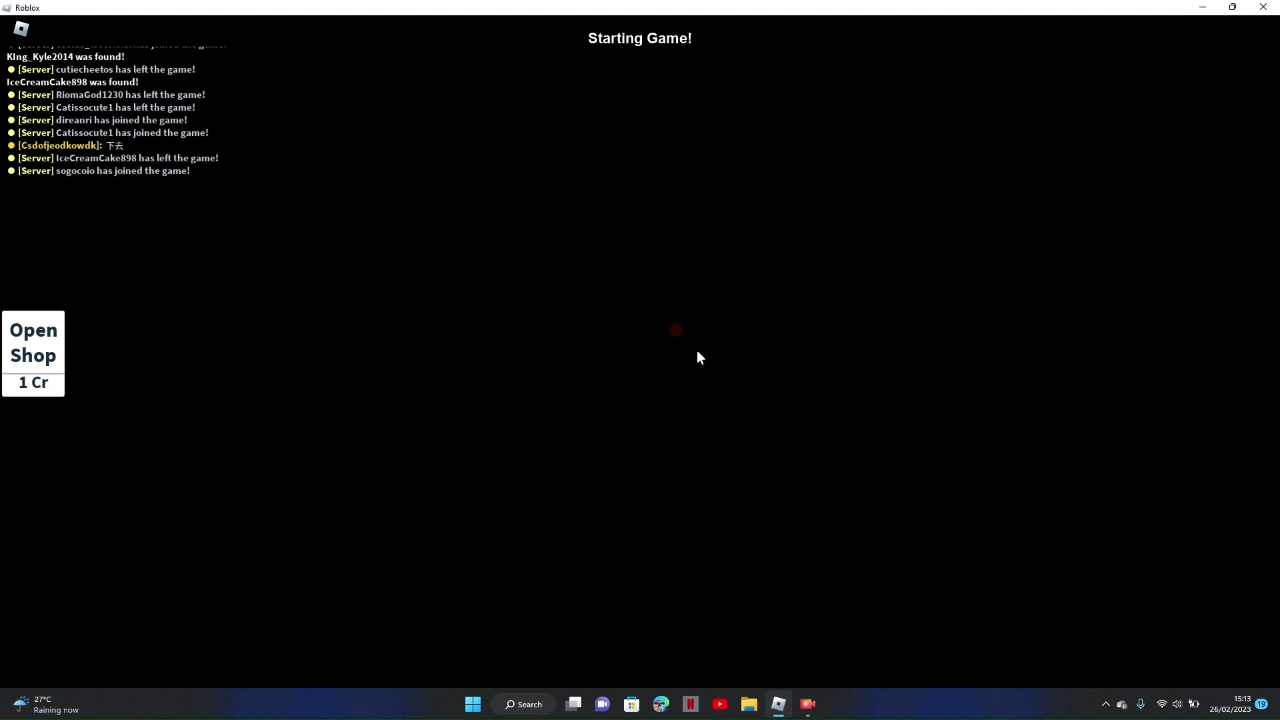 Roblox
Starting Game!
KIng_Kyle2014 was found!
[Server] cutiecheetos has left the game!
IceCreamCake898 was found!
[Server] RiomaGod1230 has left the game!
[Server] Catissocute1 has left the game!
[Server] direanri has joined the game!
[Server] Catissocute1 has joined the game!
[Csdofjeodkowdk]: 下去
[Server] IceCreamCake898 has left the game!
[Server] sogocoio has joined the game!
Open
Shop
1 Cr
27°C
Raining now
Search
15:13
26/02/2023
19